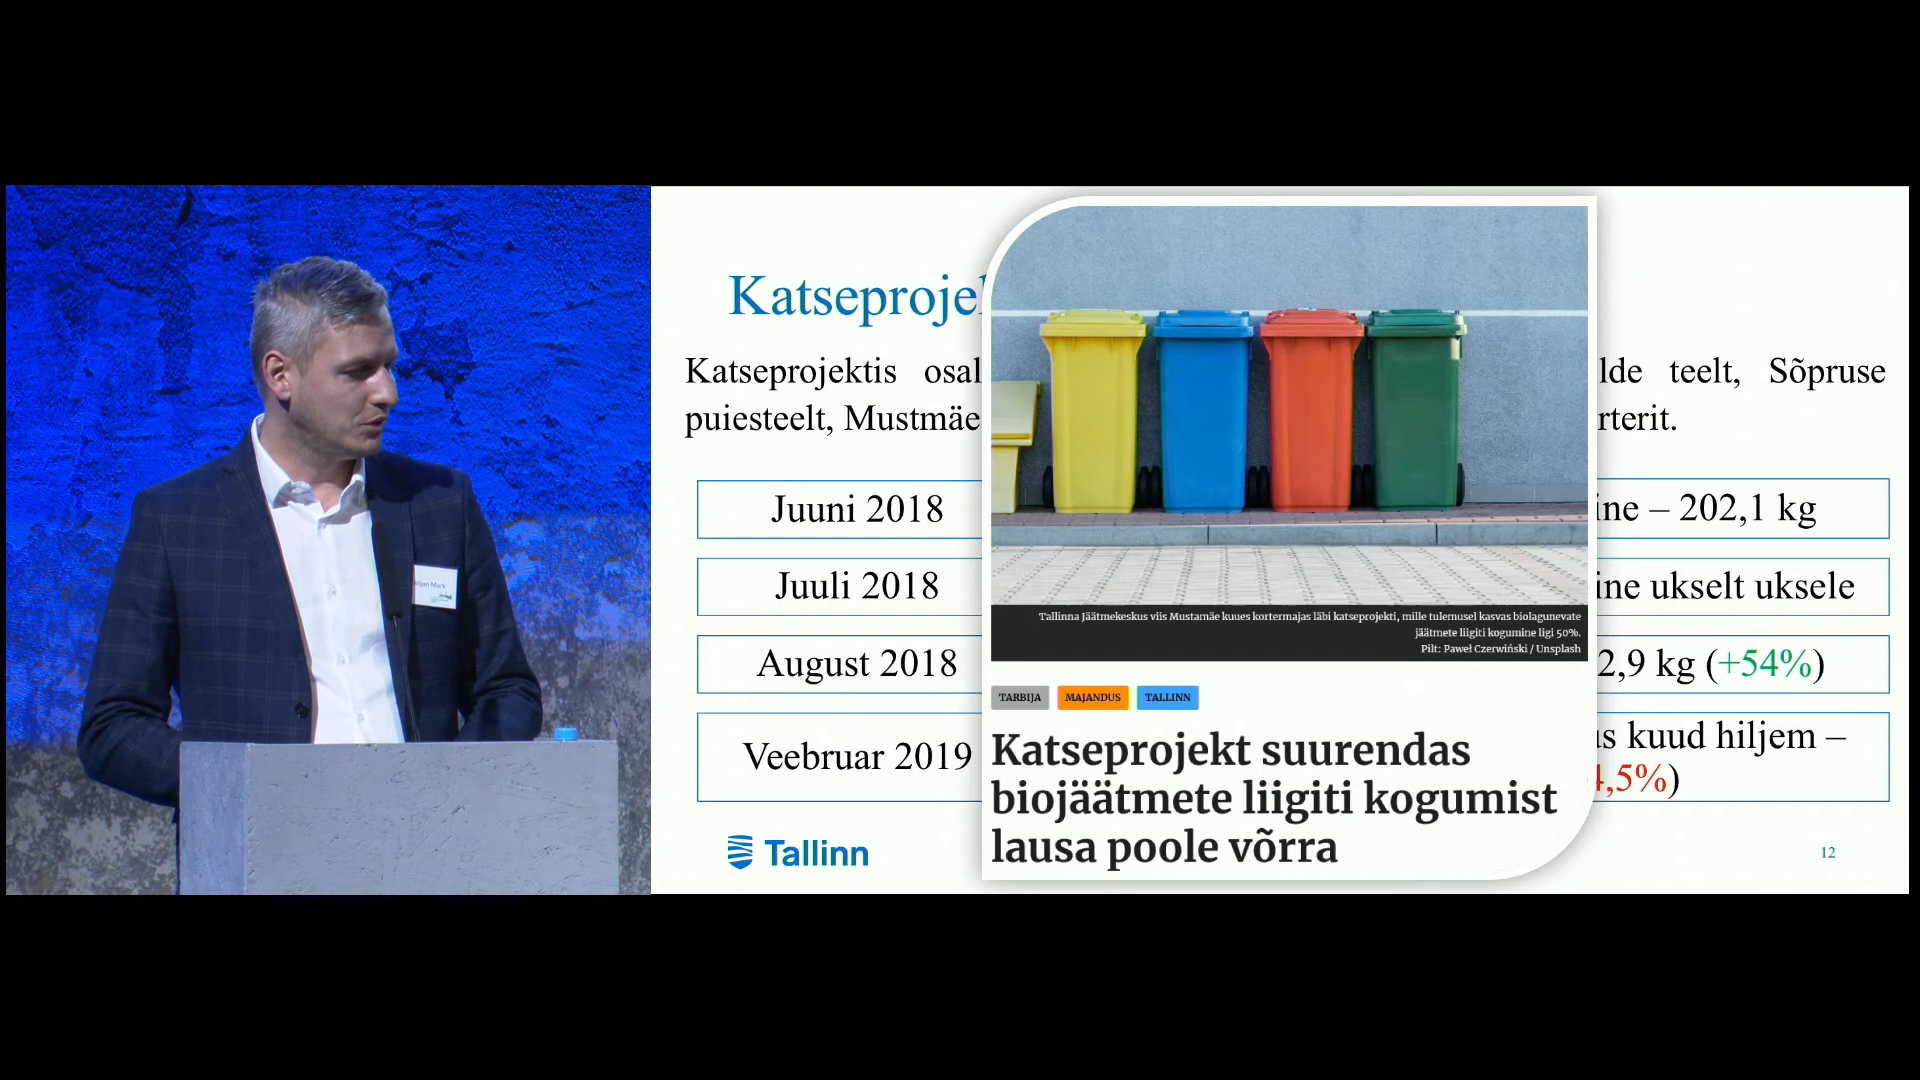 Katseproje
Katseprojektis osal
lde teelt, Sõpruse
puiesteelt, Mustmäe
rterit.
Juuni 2018
ine – 202,1 kg
Juuli 2018
ine ukselt uksele
August 2018
2,9 kg (+54%)
Veebruar 2019
us kuud hiljem –
4,5%)
Tallinna Jäätmekeskus viis Mustamäe kuues kortermajas läbi katseprojekti, mille tulemusel kasvas biolagunevate
jäätmete liigiti kogumine ligi 50%.
Pilt: Paweł Czerwiński / Unsplash
TARBIJA MAJANDUS TALLINN
Katseprojekt suurendas
biojäätmete liigiti kogumist
lausa poole võrra
Tallinn
12
Mark